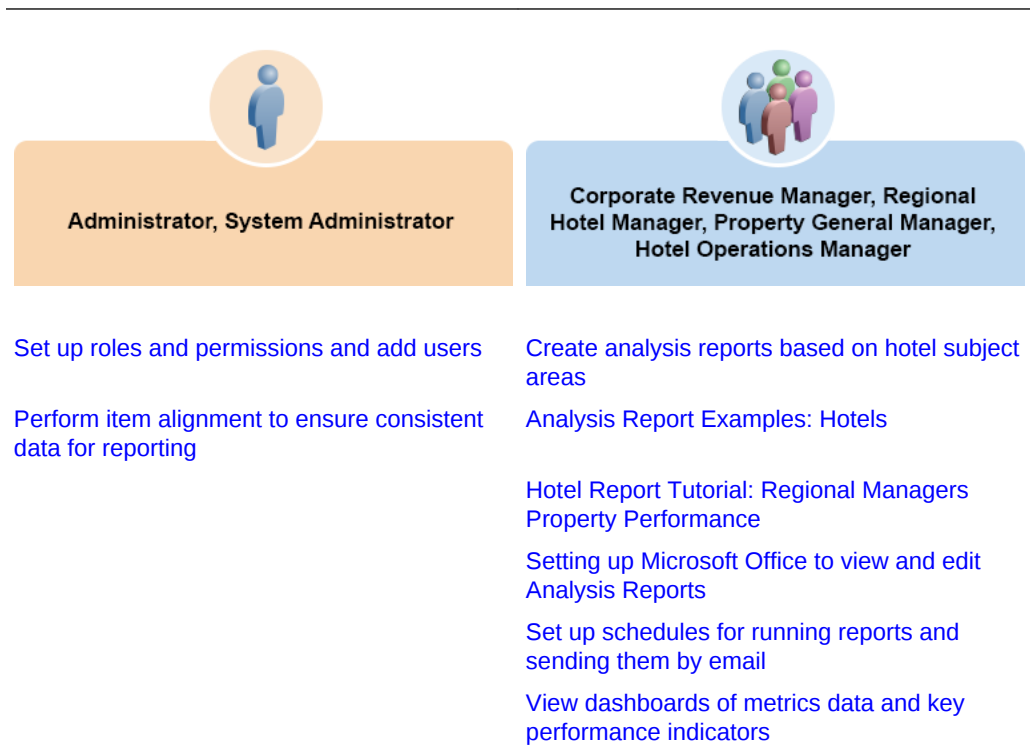 Administrator, System Administrator
Corporate Revenue Manager, Regional
Hotel Manager, Property General Manager,
Hotel Operations Manager
Set up roles and permissions and add users
Create analysis reports based on hotel subject
areas
Perform item alignment to ensure consistent
data for reporting
Analysis Report Examples: Hotels
Hotel Report Tutorial: Regional Managers
Property Performance
Setting up Microsoft Office to view and edit
Analysis Reports
Set up schedules for running reports and
sending them by email
View dashboards of metrics data and key
performance indicators